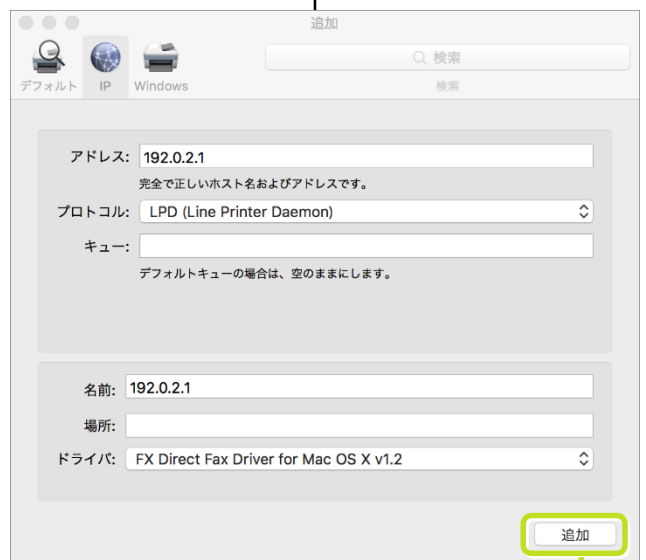 追加
検索
デフォルト IP Windows 検索
アドレス: 192.0.2.1
完全で正しいホスト名およびアドレスです。
プロトコル: LPD (Line Printer Daemon)
キュー:
デフォルトキューの場合は、空のままにします。
名前: 192.0.2.1
場所:
ドライバ: FX Direct Fax Driver for Mac OS X v1.2
追加